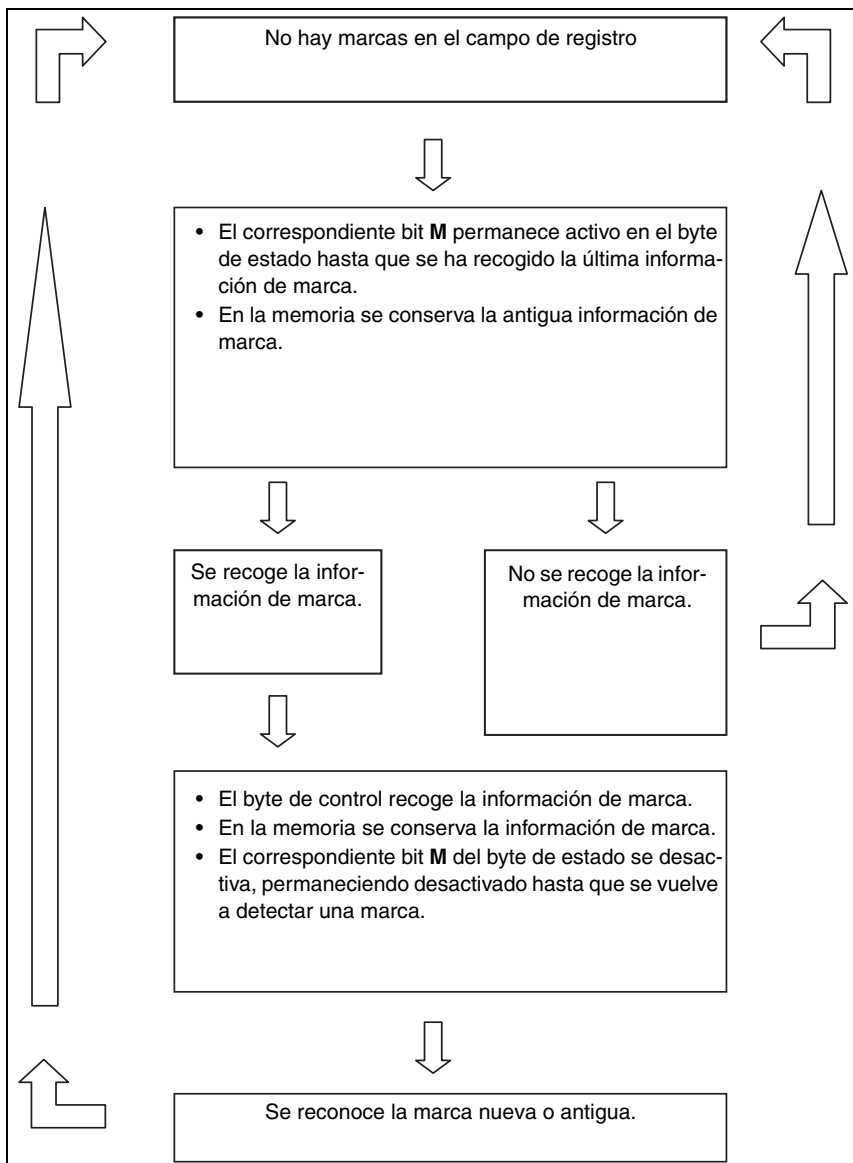 No hay marcas en el campo de registro
• El correspondiente bit M permanece activo en el byte
de estado hasta que se ha recogido la última informa-
ción de marca.
• En la memoria se conserva la antigua información de
marca.
Se recoge la infor-
mación de marca.
No se recoge la infor-
mación de marca.
• El byte de control recoge la información de marca.
• En la memoria se conserva la información de marca.
• El correspondiente bit M del byte de estado se desac-
tiva, permaneciendo desactivado hasta que se vuelve
a detectar una marca.
Se reconoce la marca nueva o antigua.